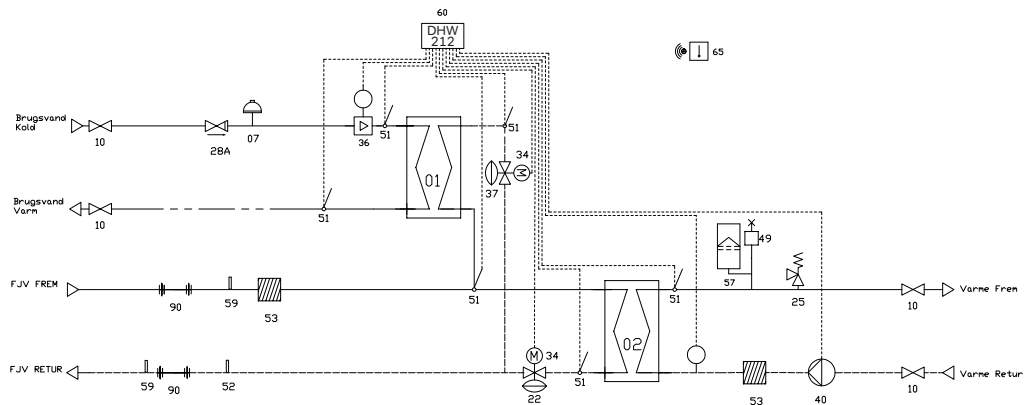 60
DHW
212
65
Brugsvand
Kold
10
28A
07
36
51
51
34
M
37
01
Brugsvand
Varm
10
51
49
57
25
FJV FREM
90
59
53
51
51
10
Varme Frem
02
FJV RETUR
59
90
52
M
34
22
51
53
40
10
Varme Retur